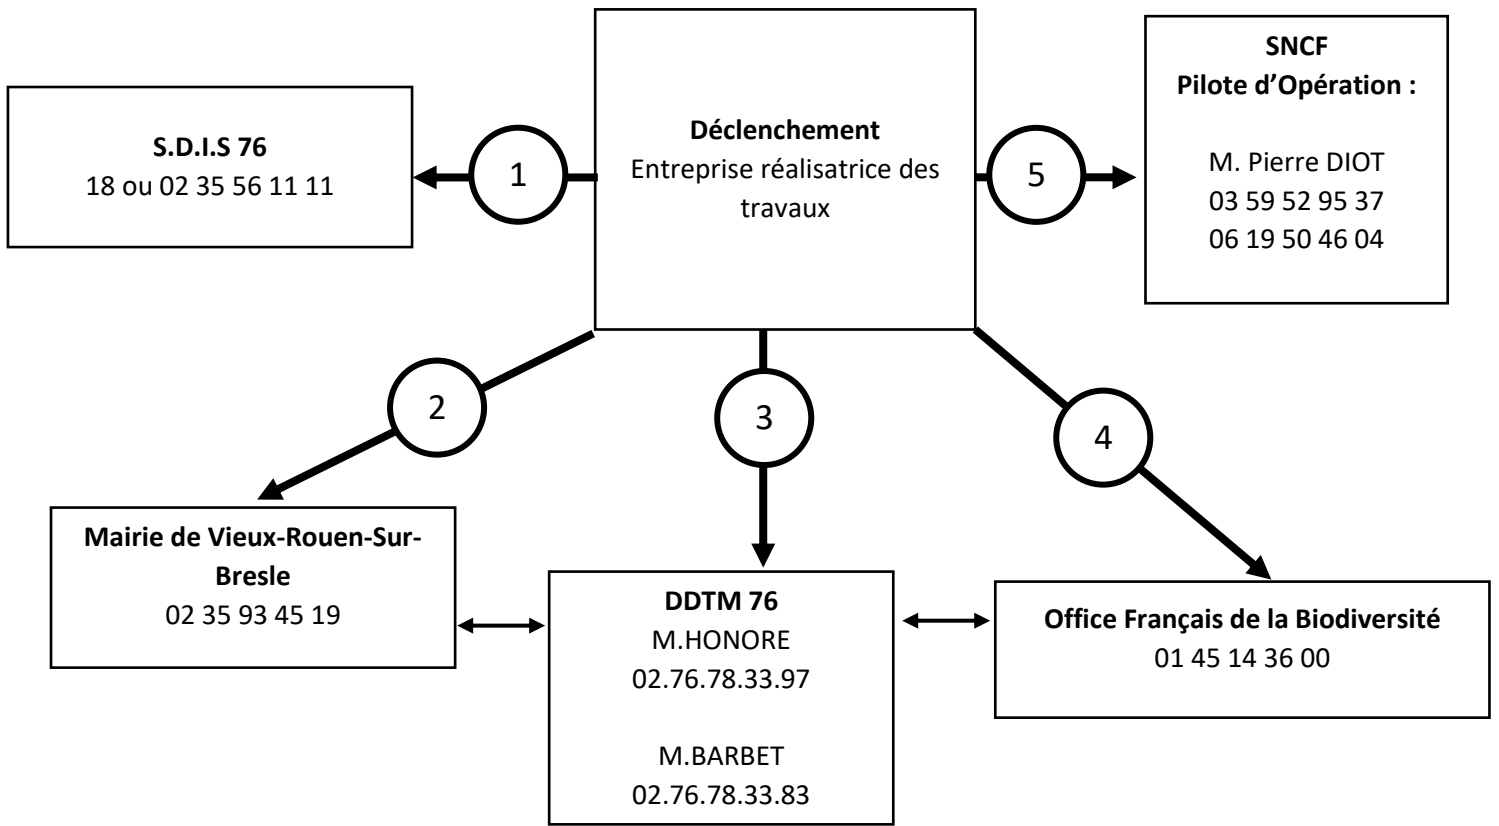 SNCF
Pilote d’Opération :
M. Pierre DIOT
03 59 52 95 37
06 19 50 46 04
Déclenchement
Entreprise réalisatrice des
travaux
S.D.I.S 76
18 ou 02 35 56 11 11
1
5
2
3
4
Mairie de Vieux-Rouen-Sur-
Bresle
02 35 93 45 19
DDTM 76
M.HONORE
02.76.78.33.97
M.BARBET
02.76.78.33.83
Office Français de la Biodiversité
01 45 14 36 00